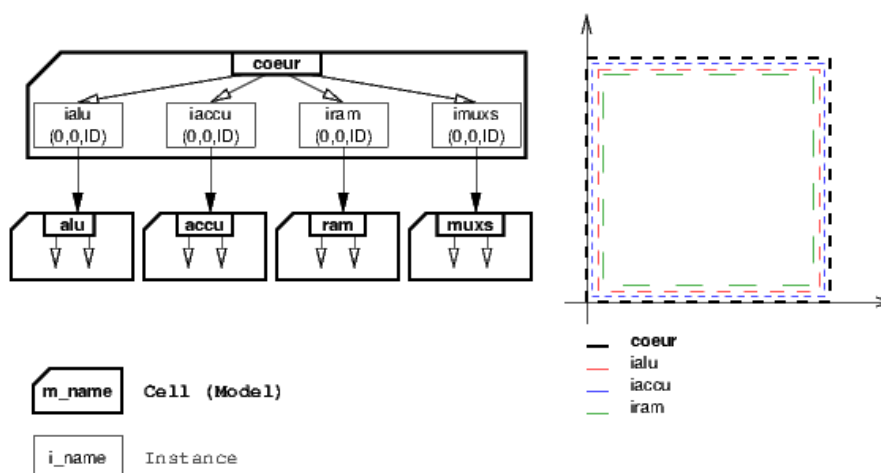 coeur
ialu
(0,0,ID)
iaccu
(0,0,ID)
iram
(0,0,ID)
imuxs
(0,0,ID)
alu
accu
ram
muxs
coeur
ialu
iaccu
iram
m_name
Cell (Model)
i_name
Instance